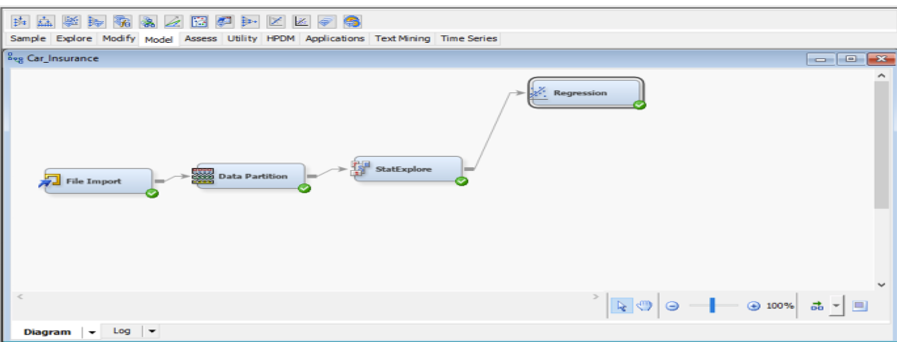 Sample Explore Modify Model Assess Utility HPDM Applications Text Mining Time Series
Car_Insurance
Regression
StatExplore
Data Partition
File Import
100%
Diagram Log